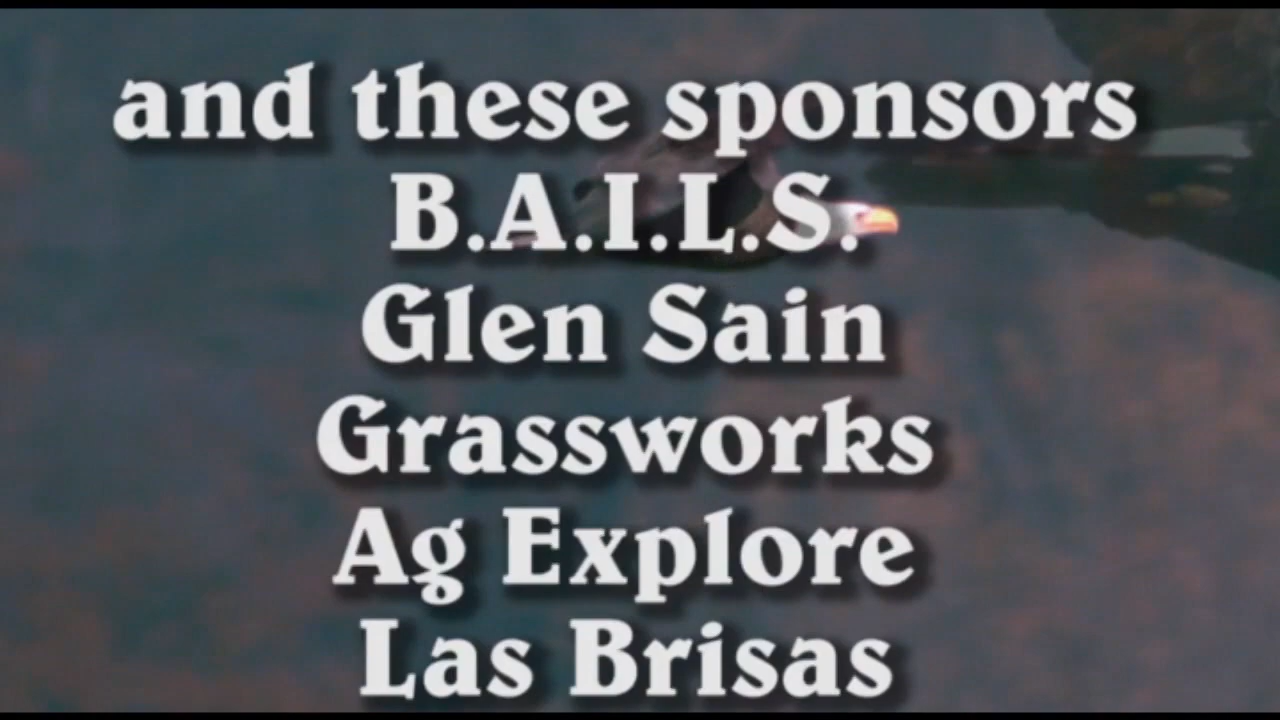 and these sponsors
B.A.I.L.S.
Glen Sain
Grassworks
Ag Explore
Las Brisas